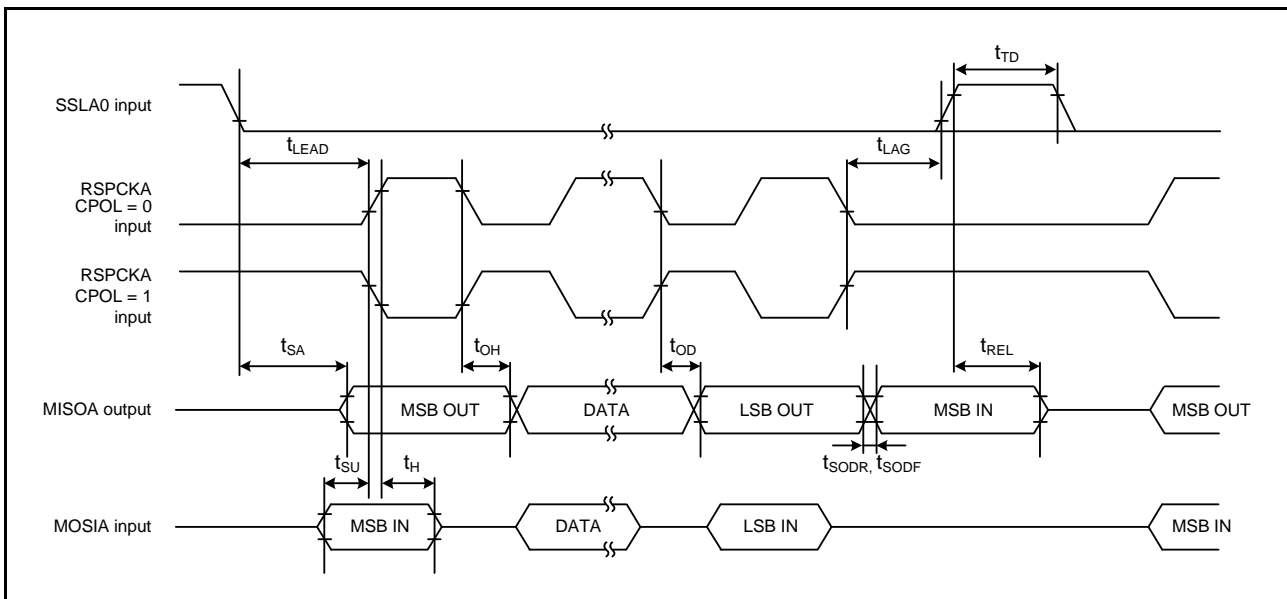 tTD
SSLA0 input
tLEAD
tLAG
RSPCKA
CPOL = 0
input
RSPCKA
CPOL = 1
input
tSA
tOH
tOD
tREL
MISOA output
MSB OUT
DATA
LSB OUT
MSB IN
MSB OUT
tSU
tH
tSODR, tSODF
MOSIA input
MSB IN
DATA
LSB IN
MSB IN